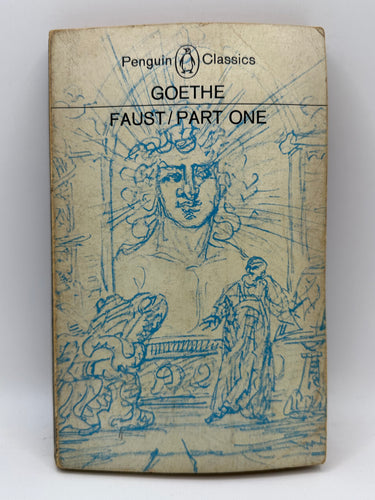 Penguin Classics
GOETHE
FAUST/PART ONE